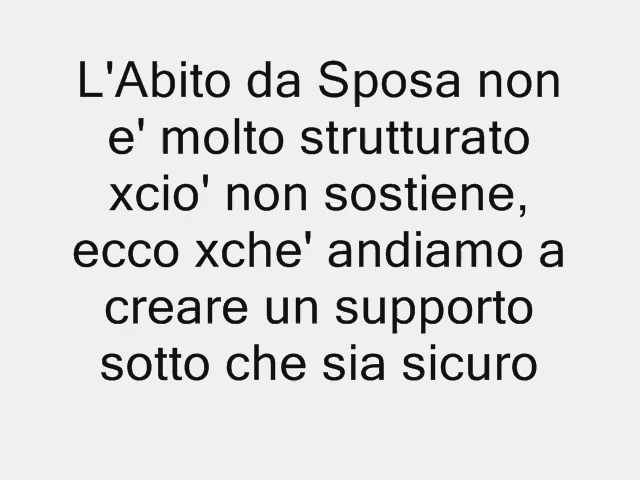 L'Abito da Sposa non
e' molto strutturato
xcio' non sostiene,
ecco xche' andiamo a
creare un supporto
sotto che sia sicuro